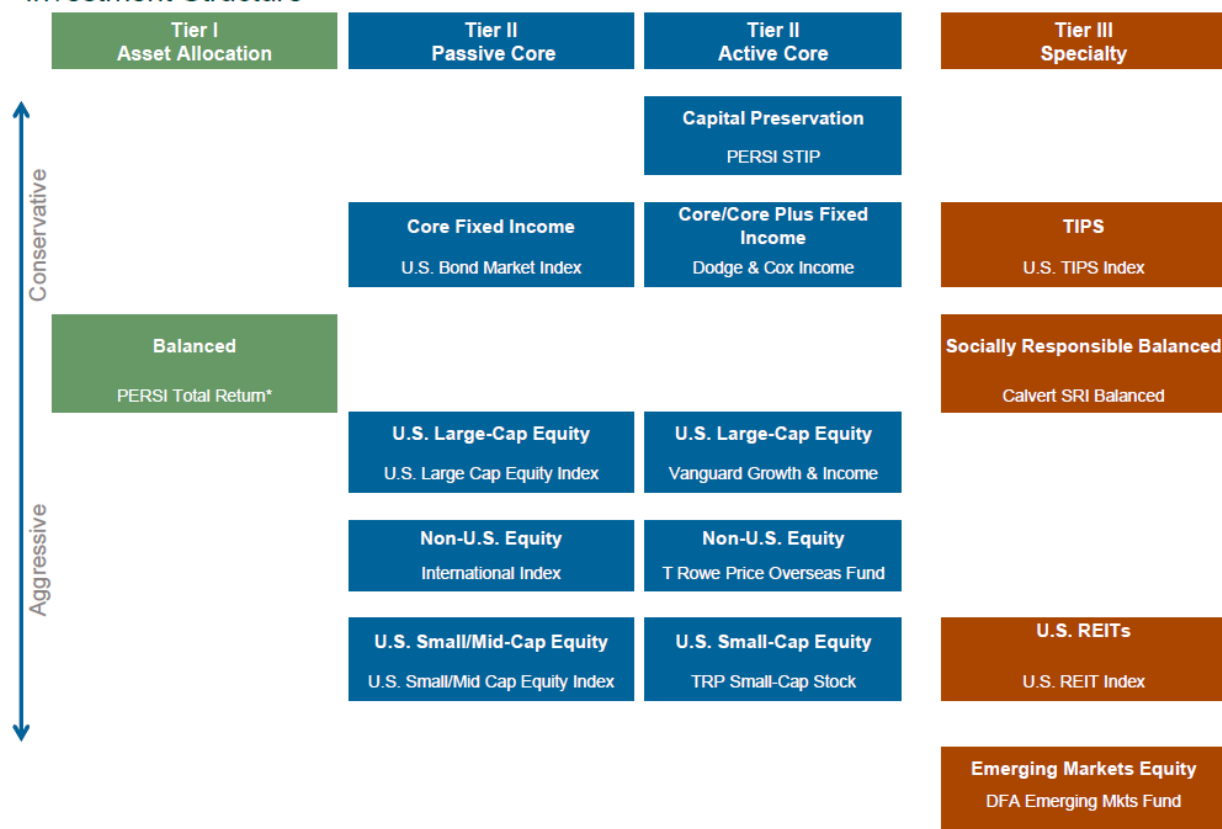 Investment Structure
Tier I
Asset Allocation
Tier II
Passive Core
Tier II
Active Core
Tier III
Specialty
Conservative
Aggressive
Capital Preservation
PERSI STIP
Core Fixed Income
U.S. Bond Market Index
Core/Core Plus Fixed
Income
Dodge & Cox Income
TIPS
U.S. TIPS Index
Balanced
PERSI Total Return*
Socially Responsible Balanced
Calvert SRI Balanced
U.S. Large-Cap Equity
U.S. Large Cap Equity Index
U.S. Large-Cap Equity
Vanguard Growth & Income
Non-U.S. Equity
International Index
Non-U.S. Equity
T Rowe Price Overseas Fund
U.S. Small/Mid-Cap Equity
U.S. Small/Mid Cap Equity Index
U.S. Small-Cap Equity
TRP Small-Cap Stock
U.S. REITs
U.S. REIT Index
Emerging Markets Equity
DFA Emerging Mkts Fund